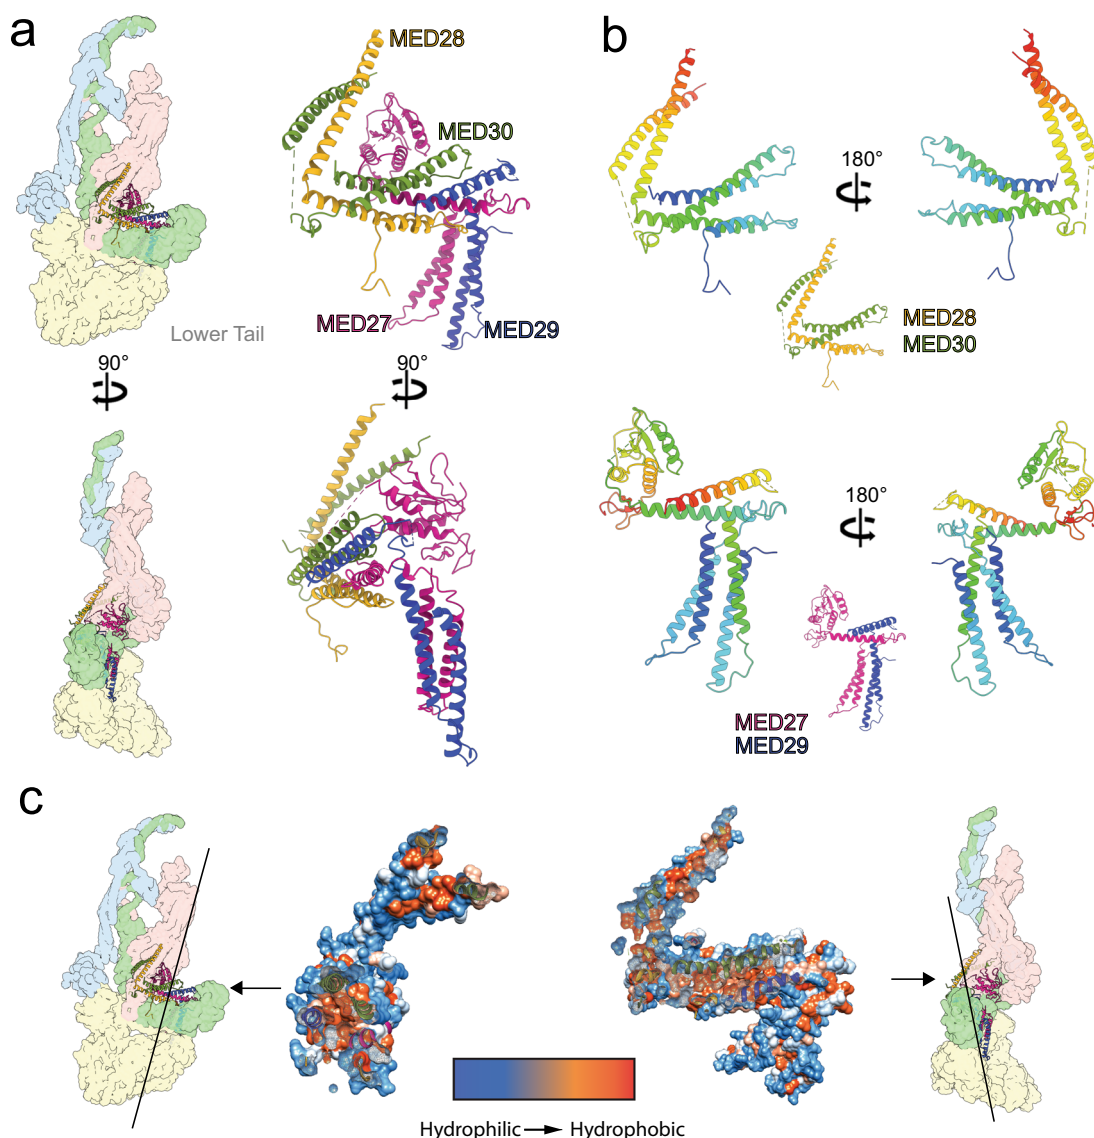 a
MED28
MED30
MED27
MED29
Lower Tail
90°
90°
b
180°
MED28
MED30
180°
MED27
MED29
c
Hydrophilic → Hydrophobic